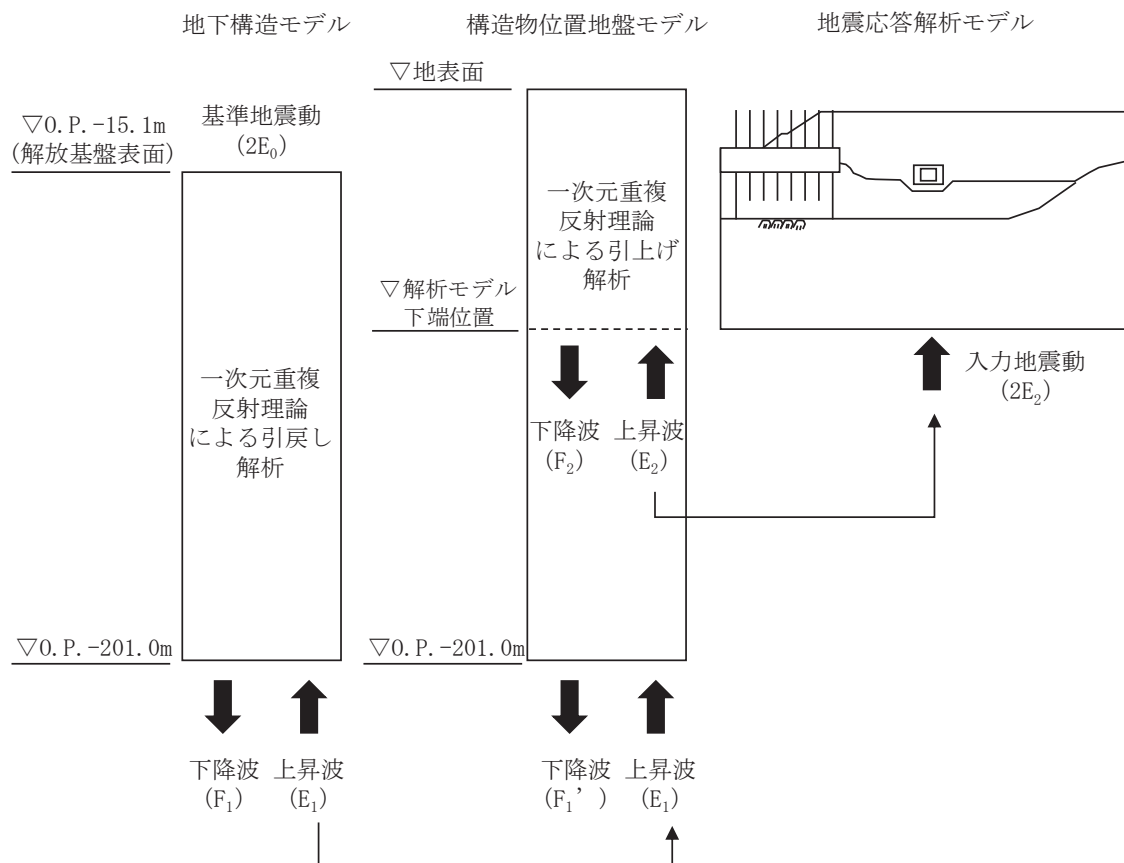 地下構造モデル
構造物位置地盤モデル
地震応答解析モデル
▽O.P.-15.1m
(解放基盤表面)
基準地震動
(2E₀)
一次元重複
反射理論
による引戻し
解析
▽O.P.-201.0m
下降波
(F₁)
上昇波
(E₁)
▽地表面
一次元重複
反射理論
による引上げ
解析
▽解析モデル
下端位置
下降波
(F₂)
上昇波
(E₂)
▽O.P.-201.0m
下降波
(F₁’)
上昇波
(E₁)
入力地震動
(2E₂)